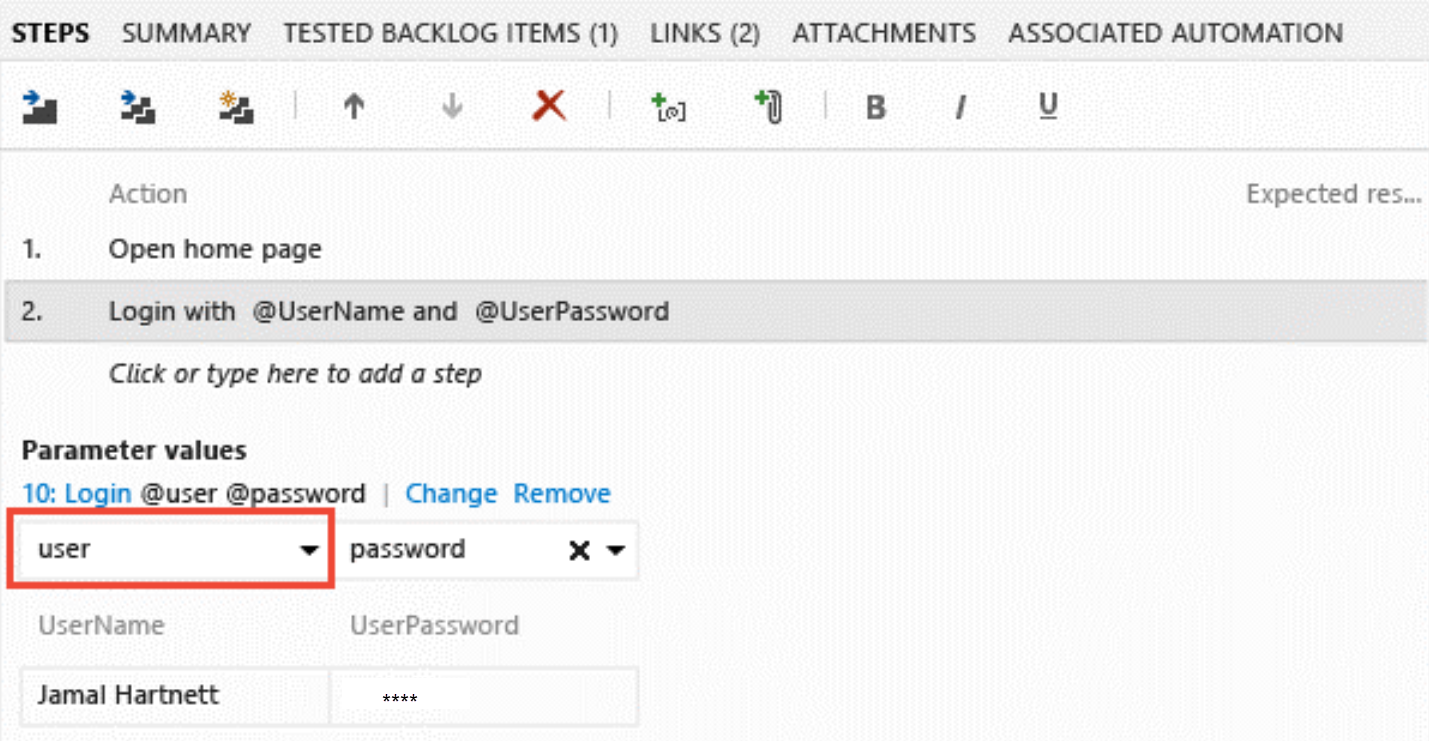 STEPS SUMMARY TESTED BACKLOG ITEMS (1) LINKS (2) ATTACHMENTS ASSOCIATED AUTOMATION
B I U
Action Expected res...
1. Open home page
2. Login with @UserName and @UserPassword
Click or type here to add a step
Parameter values
10: Login @user @password | Change Remove
user password
UserName UserPassword
Jamal Hartnett ****